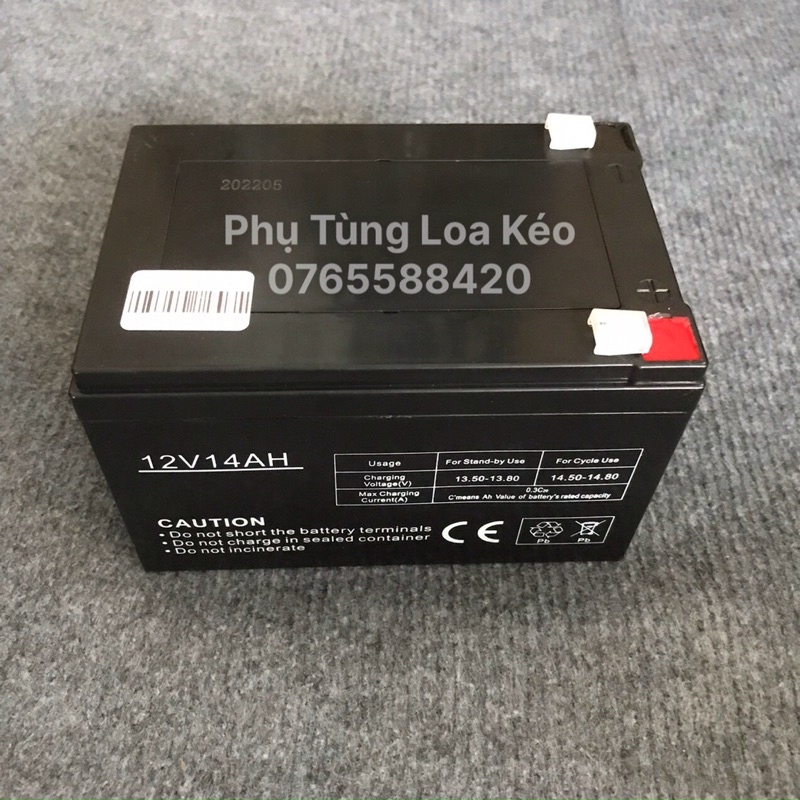 202205
Phụ Tùng Loa Kéo
0765588420
12V14AH
Usage For Stand-by Use For Cycle Use
Charging Voltage(V) 13.50-13.80 14.50-14.80
Max Charging Current(A) 0.3C₂₀
C'means Ah Value of battery's rated capacity
CAUTION
• Do not short the battery terminals
• Do not charge in sealed container
• Do not incinerate
CE
Pb Pb